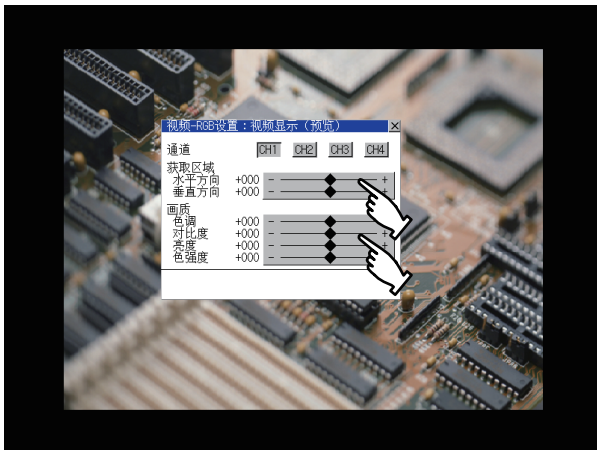 视频-RGB设置：视频显示（预览）
通道 CH1 CH2 CH3 CH4
获取区域
水平方向 +000 - +
垂直方向 +000 - +
画质
色调 +000 - +
对比度 +000 - +
亮度 +000 -
色强度 +000 -